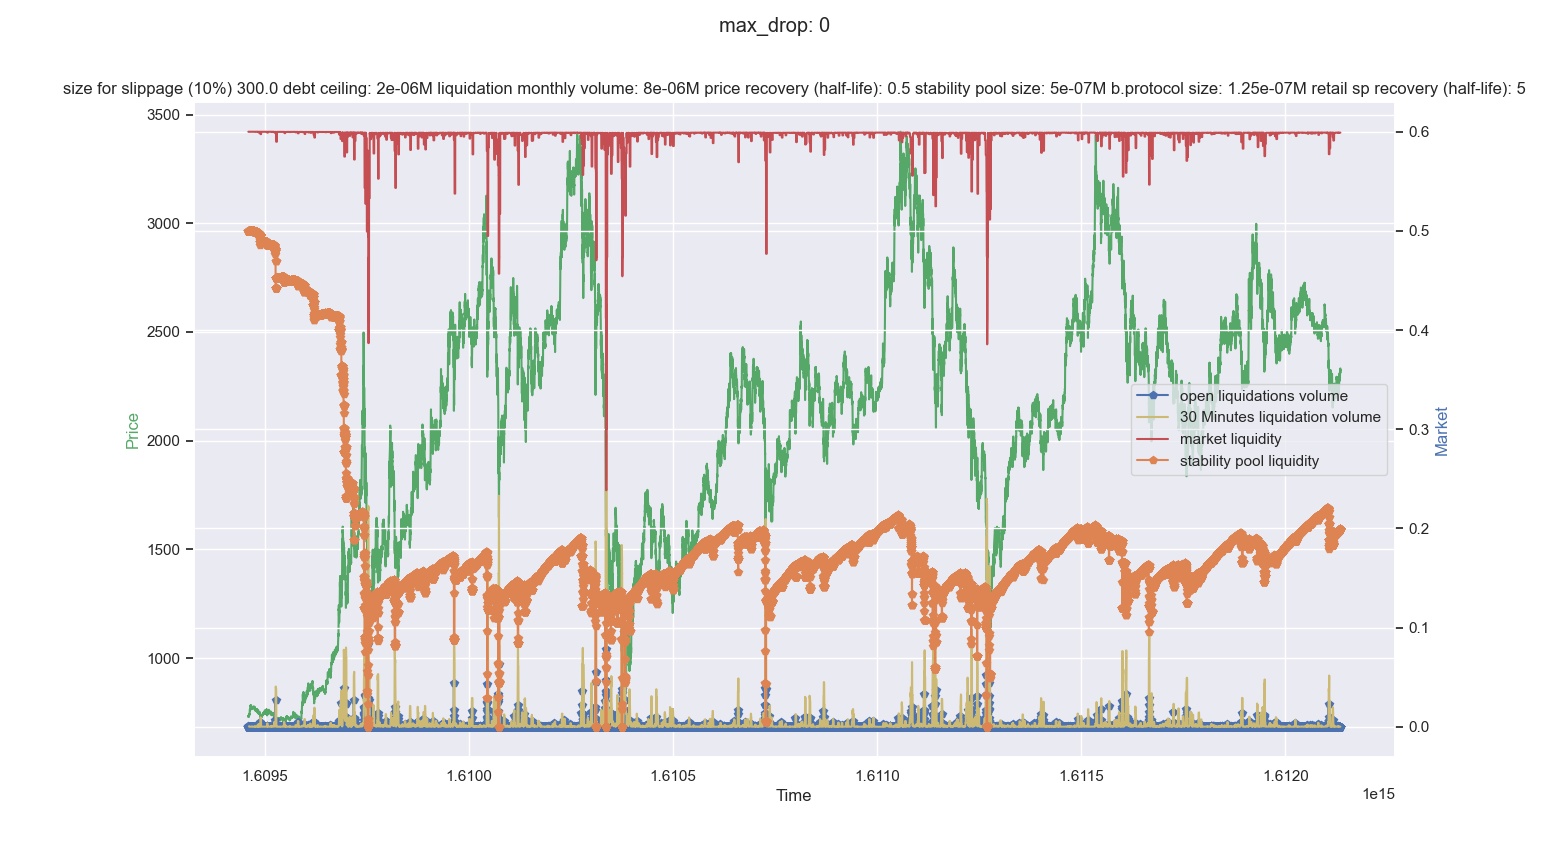 max_drop: 0
size for slippage (10%) 300.0 debt ceiling: 2e-06M liquidation monthly volume: 8e-06M price recovery (half-life): 0.5 stability pool size: 5e-07M b.protocol size: 1.25e-07M retail sp recovery (half-life): 5
3500
3000
2500
2000
1500
1000
Price
0.6
0.5
0.4
0.3
0.2
0.1
0.0
Market
open liquidations volume
30 Minutes liquidation volume
market liquidity
stability pool liquidity
1.6095
1.6100
1.6105
1.6110
1.6115
1.6120
Time
1e15